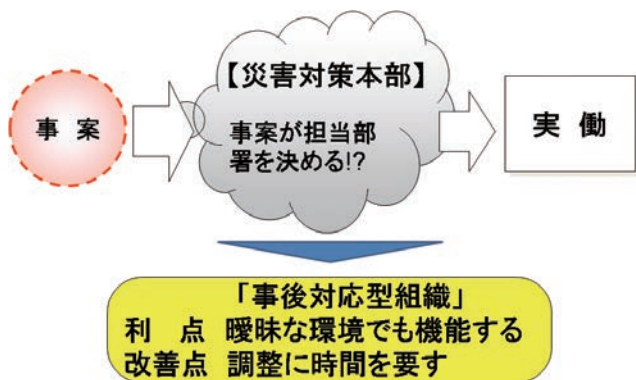 事 案
【災害対策本部】
事案が担当部
署を決める!?
実 働
「事後対応型組織」
利　点 曖昧な環境でも機能する
改善点 調整に時間を要す